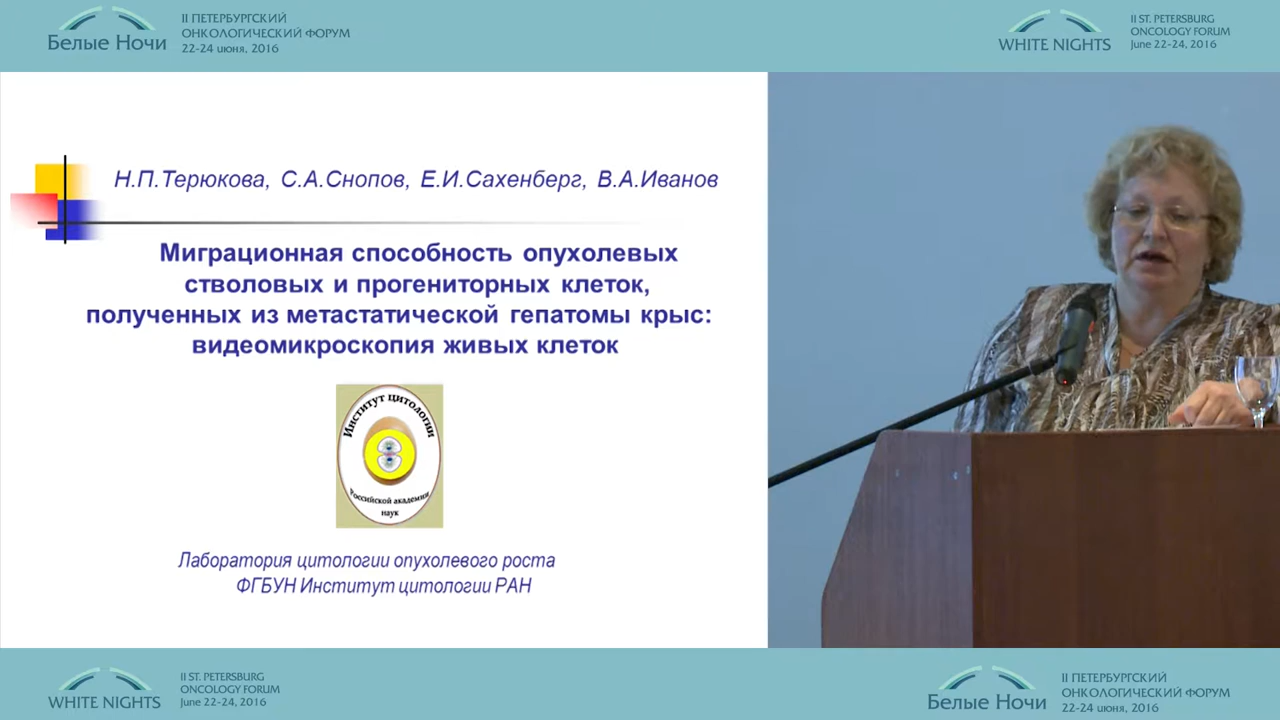 Белые Ночи
II ПЕТЕРБУРГСКИЙ
ОНКОЛОГИЧЕСКИЙ ФОРУМ
22-24 июня, 2016
WHITE NIGHTS
II ST. PETERSBURG
ONCOLOGY FORUM
June 22-24, 2016
Н.П.Терюкова, С.А.Снопов, Е.И.Сахенберг, В.А.Иванов
Миграционная способность опухолевых
стволовых и прогениторных клеток,
полученных из метастатической гепатомы крыс:
видеомикроскопия живых клеток
Институт цитологии
Российской академии
наук
Лаборатория цитологии опухолевого роста
ФГБУН Институт цитологии РАН
WHITE NIGHTS
II ST. PETERSBURG
ONCOLOGY FORUM
June 22-24, 2016
Белые Ночи
II ПЕТЕРБУРГСКИЙ
ОНКОЛОГИЧЕСКИЙ ФОРУМ
22-24 июня, 2016